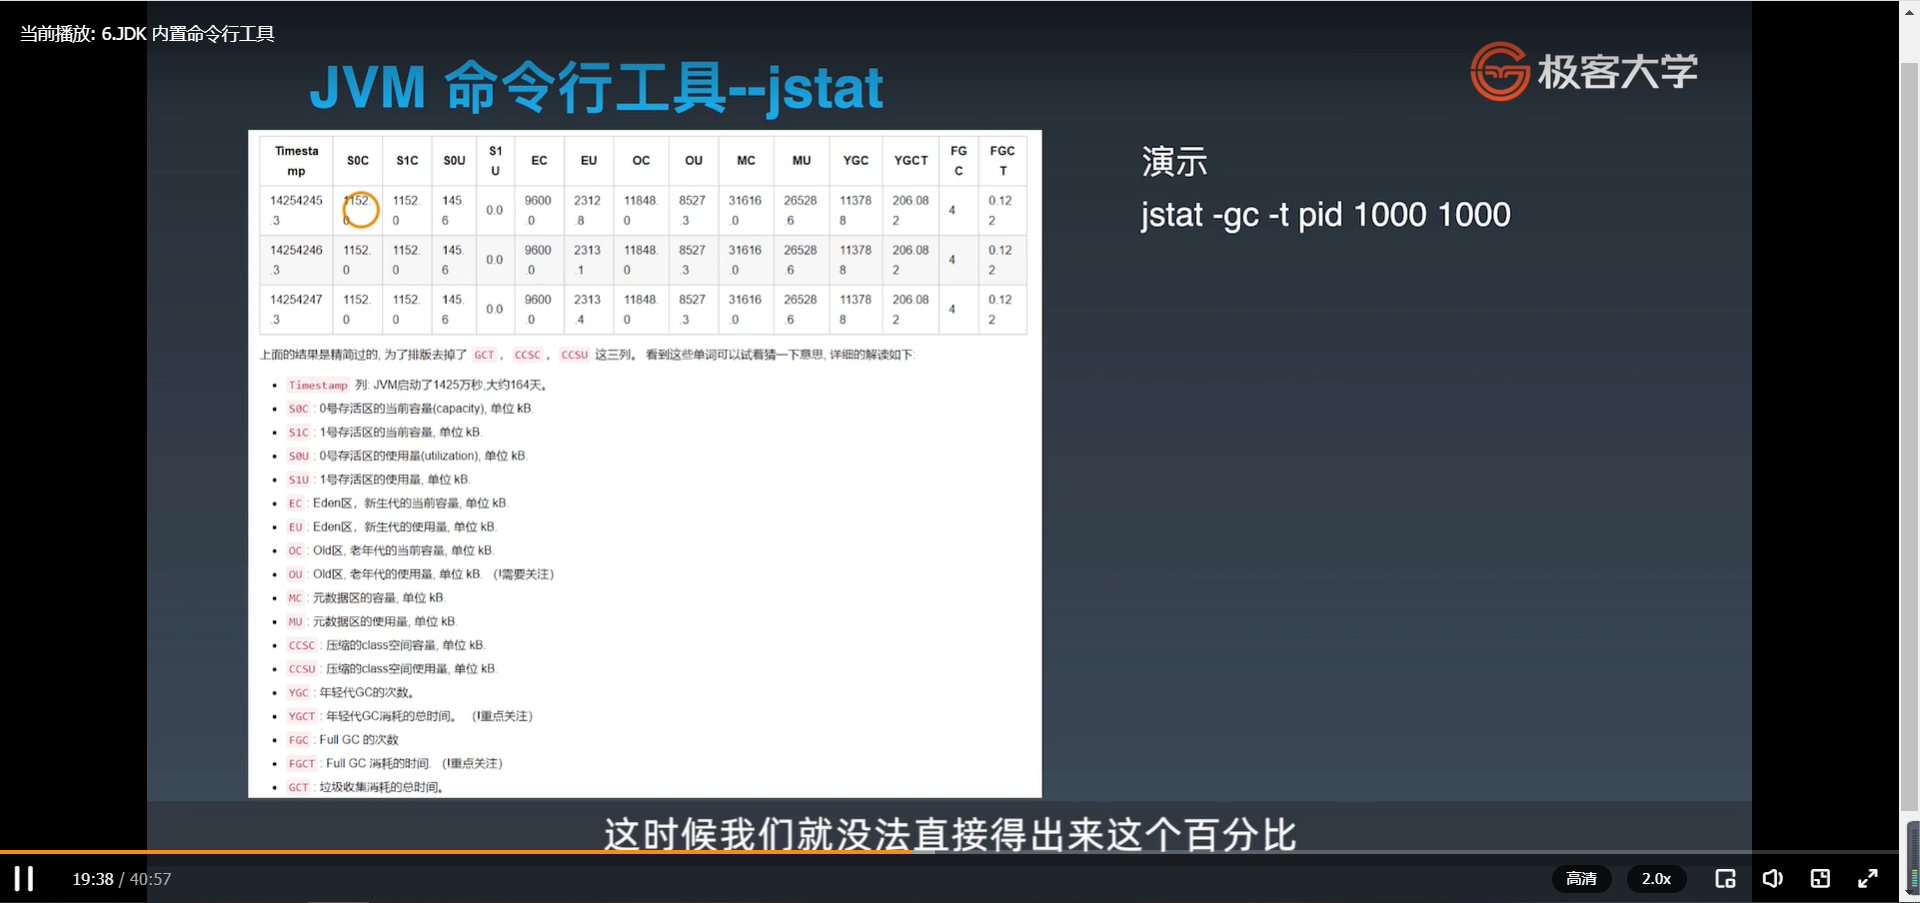 当前播放: 6.JDK 内置命令行工具
JVM 命令行工具--jstat
极客大学
Timesta
mp S0C S1C S0U S1
U EC EU OC OU MC MU YGC YGCT FG
C FGC
T
14254245
.3 1152.
0 1152.
0 145.
6 0.0 9600
.0 2312
.8 11848.
0 8527
.3 31616
.0 26528
.6 11378
8 206.08
2 4 0.12
2
14254246
.3 1152.
0 1152.
0 145.
6 0.0 9600
.0 2313
.1 11848.
0 8527
.3 31616
.0 26528
.6 11378
8 206.08
2 4 0.12
2
14254247
.3 1152.
0 1152.
0 145.
6 0.0 9600
.0 2313
.4 11848.
0 8527
.3 31616
.0 26528
.6 11378
8 206.08
2 4 0.12
2
上面的结果是精简过的, 为了排版去掉了 GCT , CCSC , CCSU 这三列。 看到这些单词可以试着猜一下意思, 详细的解读如下:
• Timestamp 列: JVM启动了1425万秒,大约164天。
• S0C : 0号存活区的当前容量(capacity), 单位 kB.
• S1C : 1号存活区的当前容量, 单位 kB.
• S0U : 0号存活区的使用量(utilization), 单位 kB.
• S1U : 1号存活区的使用量, 单位 kB.
• EC : Eden区，新生代的当前容量, 单位 kB.
• EU : Eden区，新生代的使用量, 单位 kB.
• OC : Old区, 老年代的当前容量, 单位 kB.
• OU : Old区, 老年代的使用量, 单位 kB. （!需要关注）
• MC : 元数据区的容量, 单位 kB.
• MU : 元数据区的使用量, 单位 kB.
• CCSC : 压缩的class空间容量, 单位 kB.
• CCSU : 压缩的class空间使用量, 单位 kB.
• YGC : 年轻代GC的次数。
• YGCT : 年轻代GC消耗的总时间。 （!重点关注）
• FGC : Full GC 的次数
• FGCT : Full GC 消耗的时间. （!重点关注）
• GCT : 垃圾收集消耗的总时间。
演示
jstat -gc -t pid 1000 1000
这时候我们就没法直接得出来这个百分比
19:38 / 40:57
高清
2.0x